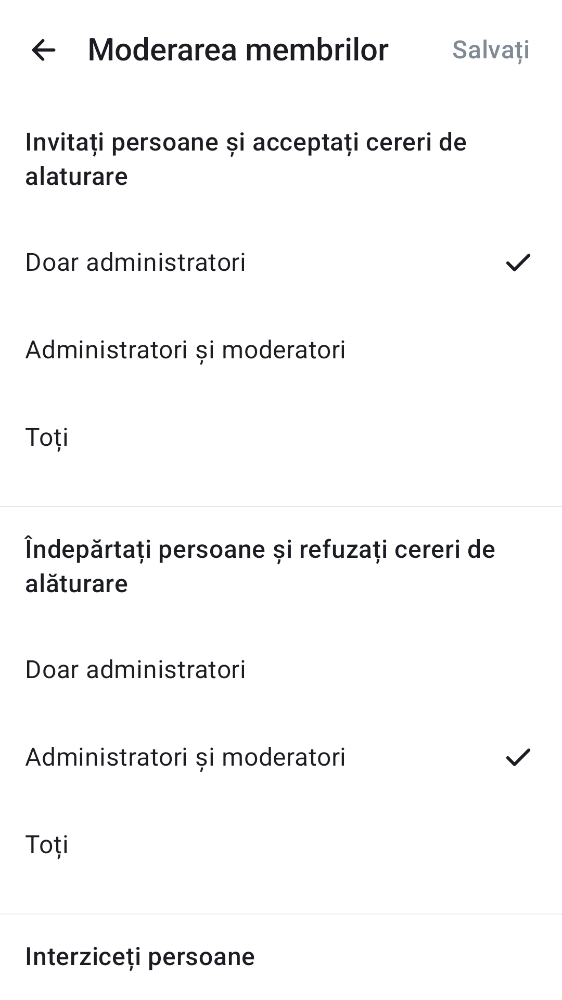 Moderarea membrilor
Salvați
Invitați persoane și acceptați cereri de
alaturare
Doar administratori
Administratori și moderatori
Toți
Îndepărtați persoane și refuzați cereri de
alăturare
Doar administratori
Administratori și moderatori
Toți
Interziceți persoane